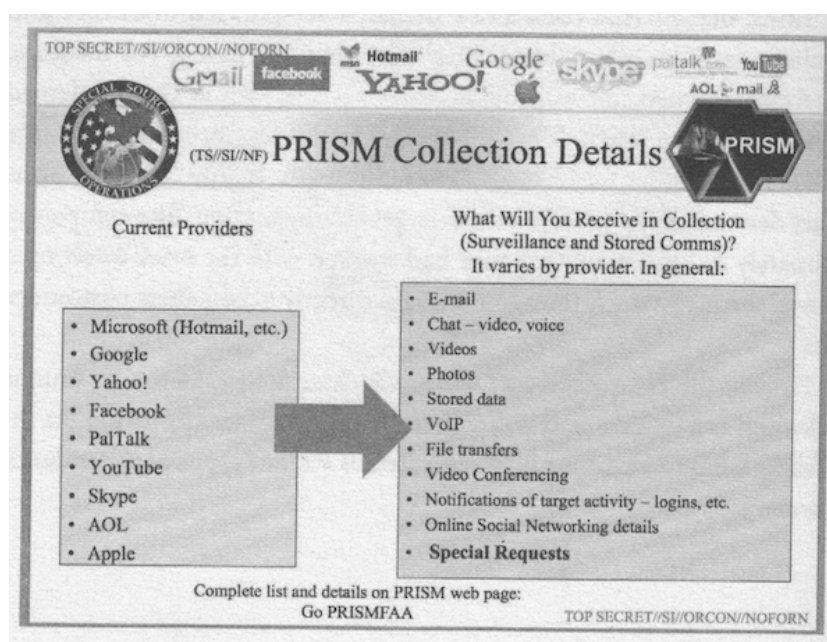 TOP SECRET//SI//ORCON//NOFORN
GMail facebook msn Hotmail Google skype paltalk.com YouTube
YAHOO! AOL mail
SPECIAL SOURCE OPERATIONS
(TS//SI//NF) PRISM Collection Details
PRISM
Current Providers
• Microsoft (Hotmail, etc.)
• Google
• Yahoo!
• Facebook
• PalTalk
• YouTube
• Skype
• AOL
• Apple
What Will You Receive in Collection
(Surveillance and Stored Comms)?
It varies by provider. In general:
• E-mail
• Chat – video, voice
• Videos
• Photos
• Stored data
• VoIP
• File transfers
• Video Conferencing
• Notifications of target activity – logins, etc.
• Online Social Networking details
• Special Requests
Complete list and details on PRISM web page:
Go PRISMFAA
TOP SECRET//SI//ORCON//NOFORN